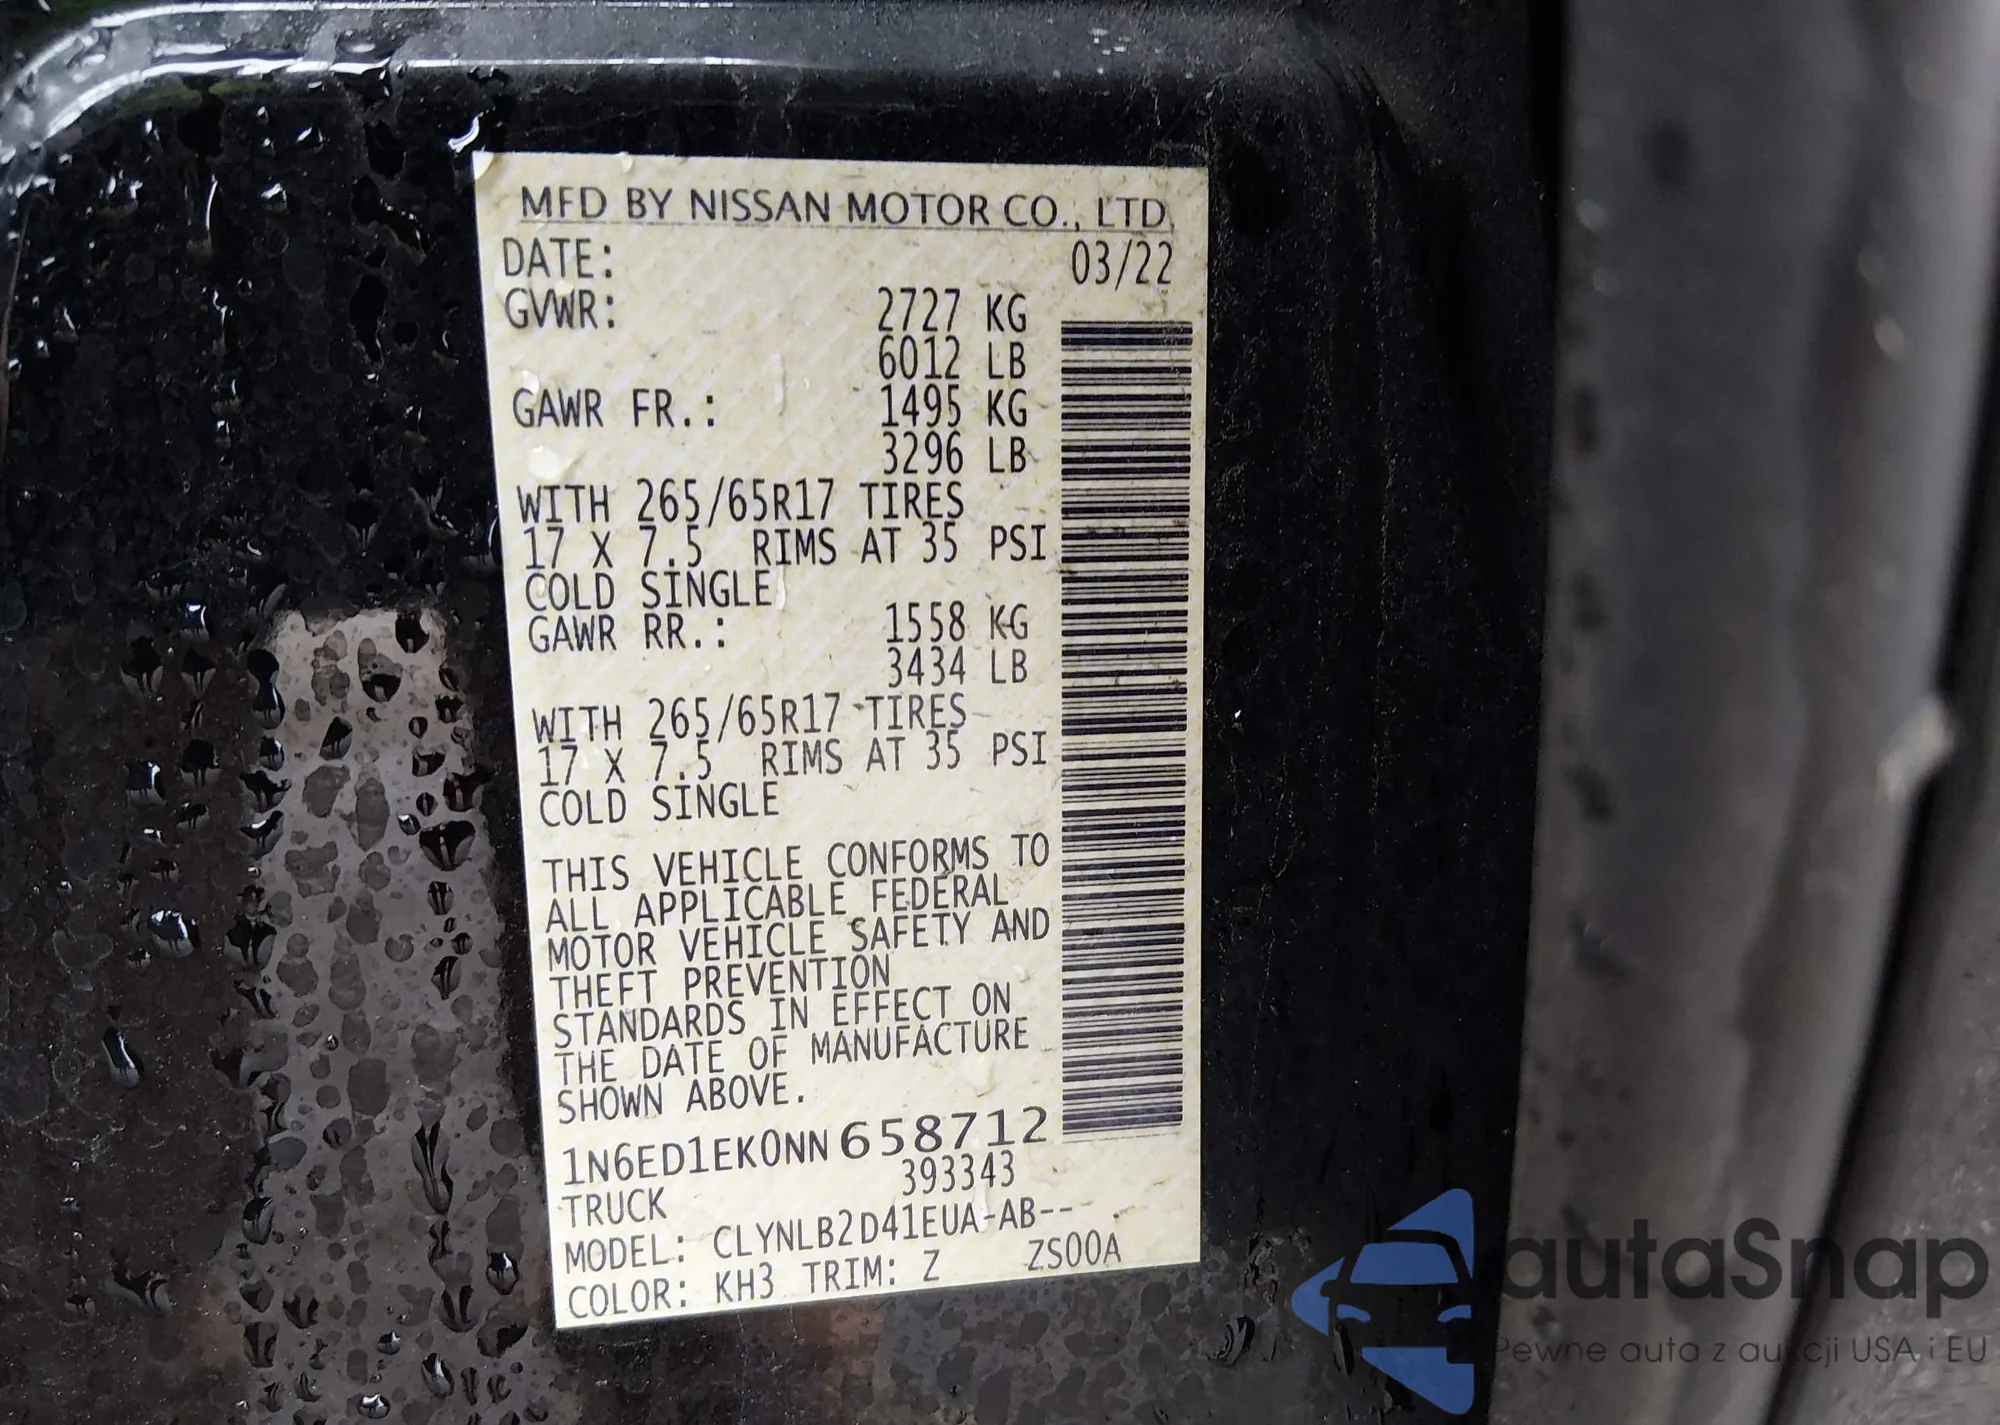 MFD BY NISSAN MOTOR CO., LTD.
DATE: 03/22
GVWR: 2727 KG
6012 LB
GAWR FR.: 1495 KG
3296 LB
WITH 265/65R17 TIRES
17 X 7.5 RIMS AT 35 PSI
COLD SINGLE
GAWR RR.: 1558 KG
3434 LB
WITH 265/65R17 TIRES
17 X 7.5 RIMS AT 35 PSI
COLD SINGLE
THIS VEHICLE CONFORMS TO
ALL APPLICABLE FEDERAL
MOTOR VEHICLE SAFETY AND
THEFT PREVENTION
STANDARDS IN EFFECT ON
THE DATE OF MANUFACTURE
SHOWN ABOVE.
1N6ED1EK0NN658712
393343
TRUCK
MODEL: CLYNLB2D41EUA-AB--
COLOR: KH3 TRIM: Z ZS00A
autaSnap
Pewne auta z aukcji USA i EU